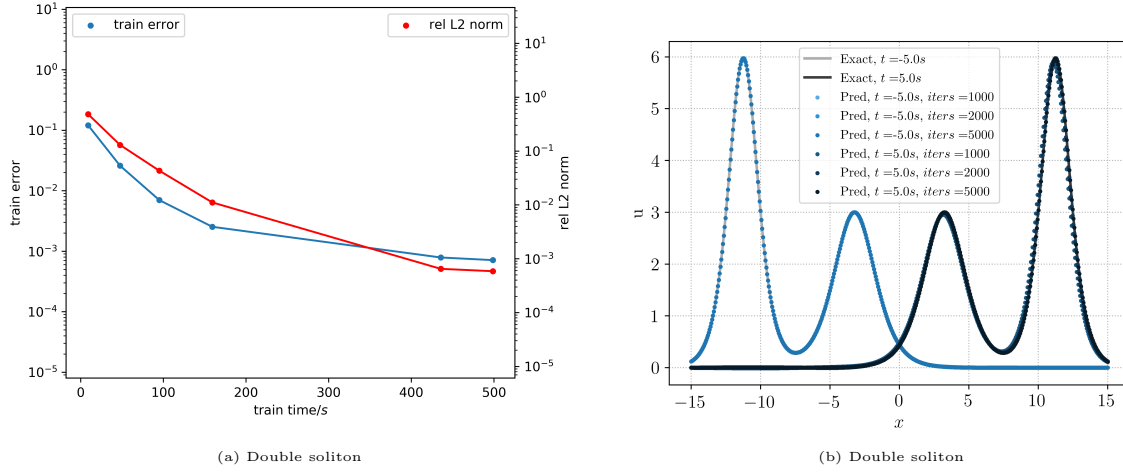 train error
rel L2 norm
10^1
10^0
10^{-1}
10^{-2}
10^{-3}
10^{-4}
10^{-5}
train error
10^1
10^0
10^{-1}
10^{-2}
10^{-3}
10^{-4}
10^{-5}
rel L2 norm
0 100 200 300 400 500
train time/s
(a) Double soliton
Exact, t =-5.0s
Exact, t =5.0s
Pred, t =-5.0s, iters =1000
Pred, t =-5.0s, iters =2000
Pred, t =-5.0s, iters =5000
Pred, t =5.0s, iters =1000
Pred, t =5.0s, iters =2000
Pred, t =5.0s, iters =5000
6
5
4
3
2
1
0
u
−15 −10 −5 0 5 10 15
x
(b) Double soliton